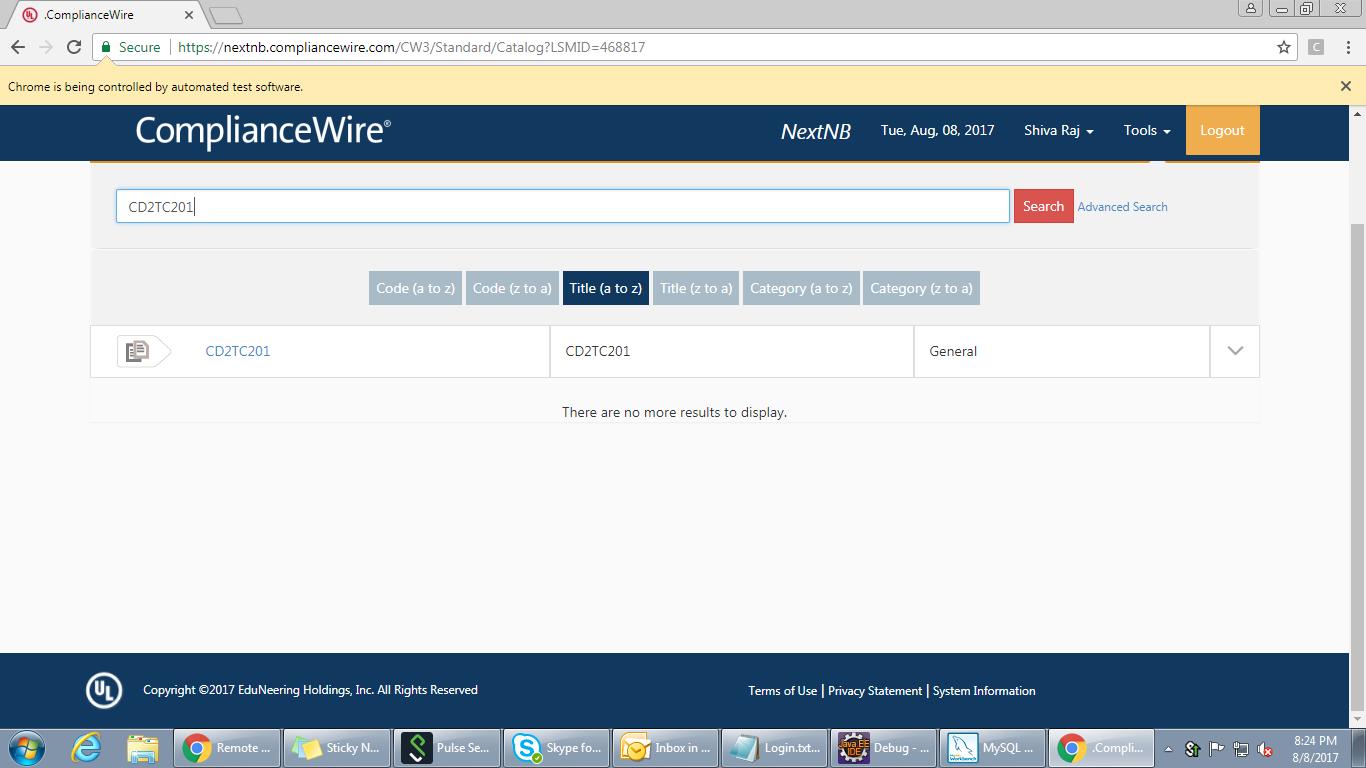 .ComplianceWire
Secure https://nextnb.compliancewire.com/CW3/Standard/Catalog?LSMID=468817
C
Chrome is being controlled by automated test software.
ComplianceWire® NextNB Tue, Aug, 08, 2017 Shiva Raj Tools Logout
CD2TC201 Search Advanced Search
Code (a to z) Code (z to a) Title (a to z) Title (z to a) Category (a to z) Category (z to a)
CD2TC201 CD2TC201 General
There are no more results to display.
UL Copyright ©2017 EduNeering Holdings, Inc. All Rights Reserved Terms of Use | Privacy Statement | System Information
Remote ... Sticky N... Pulse Se... Skype fo... Inbox in ... Login.txt... Debug - ... MySQL ... .Compli... 8:24 PM
8/8/2017